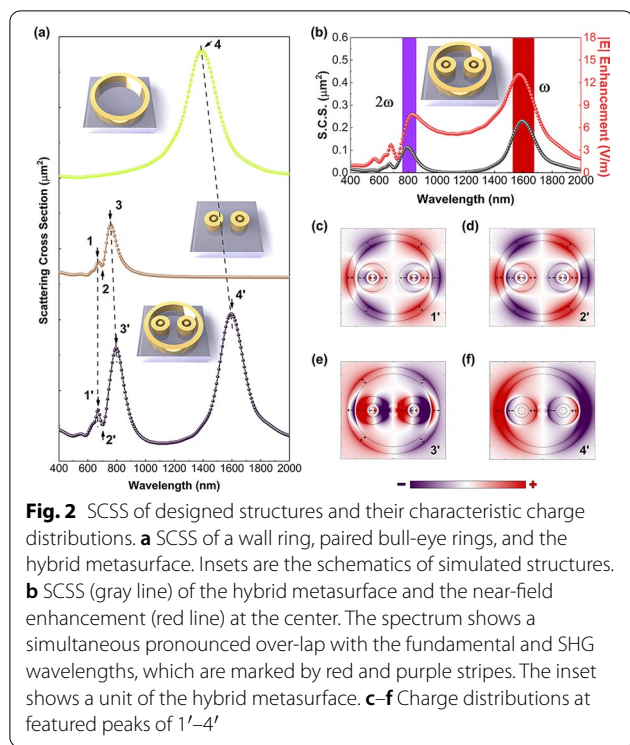 (a)
4
Scattering Cross Section (μm²)
3
1
2
4'
3'
1'
2'
400 600 800 1000 1200 1400 1600 1800 2000
Wavelength (nm)
(b)
0.6
0.5
0.4
0.3
0.2
0.1
0.0
S.C.S. (μm²)
2ω
ω
18
15
12
9
6
3
0
|E| Enhancement
(V/m)
400 600 800 1000 1200 1400 1600 1800 2000
Wavelength (nm)
(c)
1'
(d)
2'
(e)
3'
(f)
4'
- +
Fig. 2 SCSS of designed structures and their characteristic charge
distributions. a SCSS of a wall ring, paired bull-eye rings, and the
hybrid metasurface. Insets are the schematics of simulated structures.
b SCSS (gray line) of the hybrid metasurface and the near-field
enhancement (red line) at the center. The spectrum shows a
simultaneous pronounced over-lap with the fundamental and SHG
wavelengths, which are marked by red and purple stripes. The inset
shows a unit of the hybrid metasurface. c–f Charge distributions at
featured peaks of 1′–4′